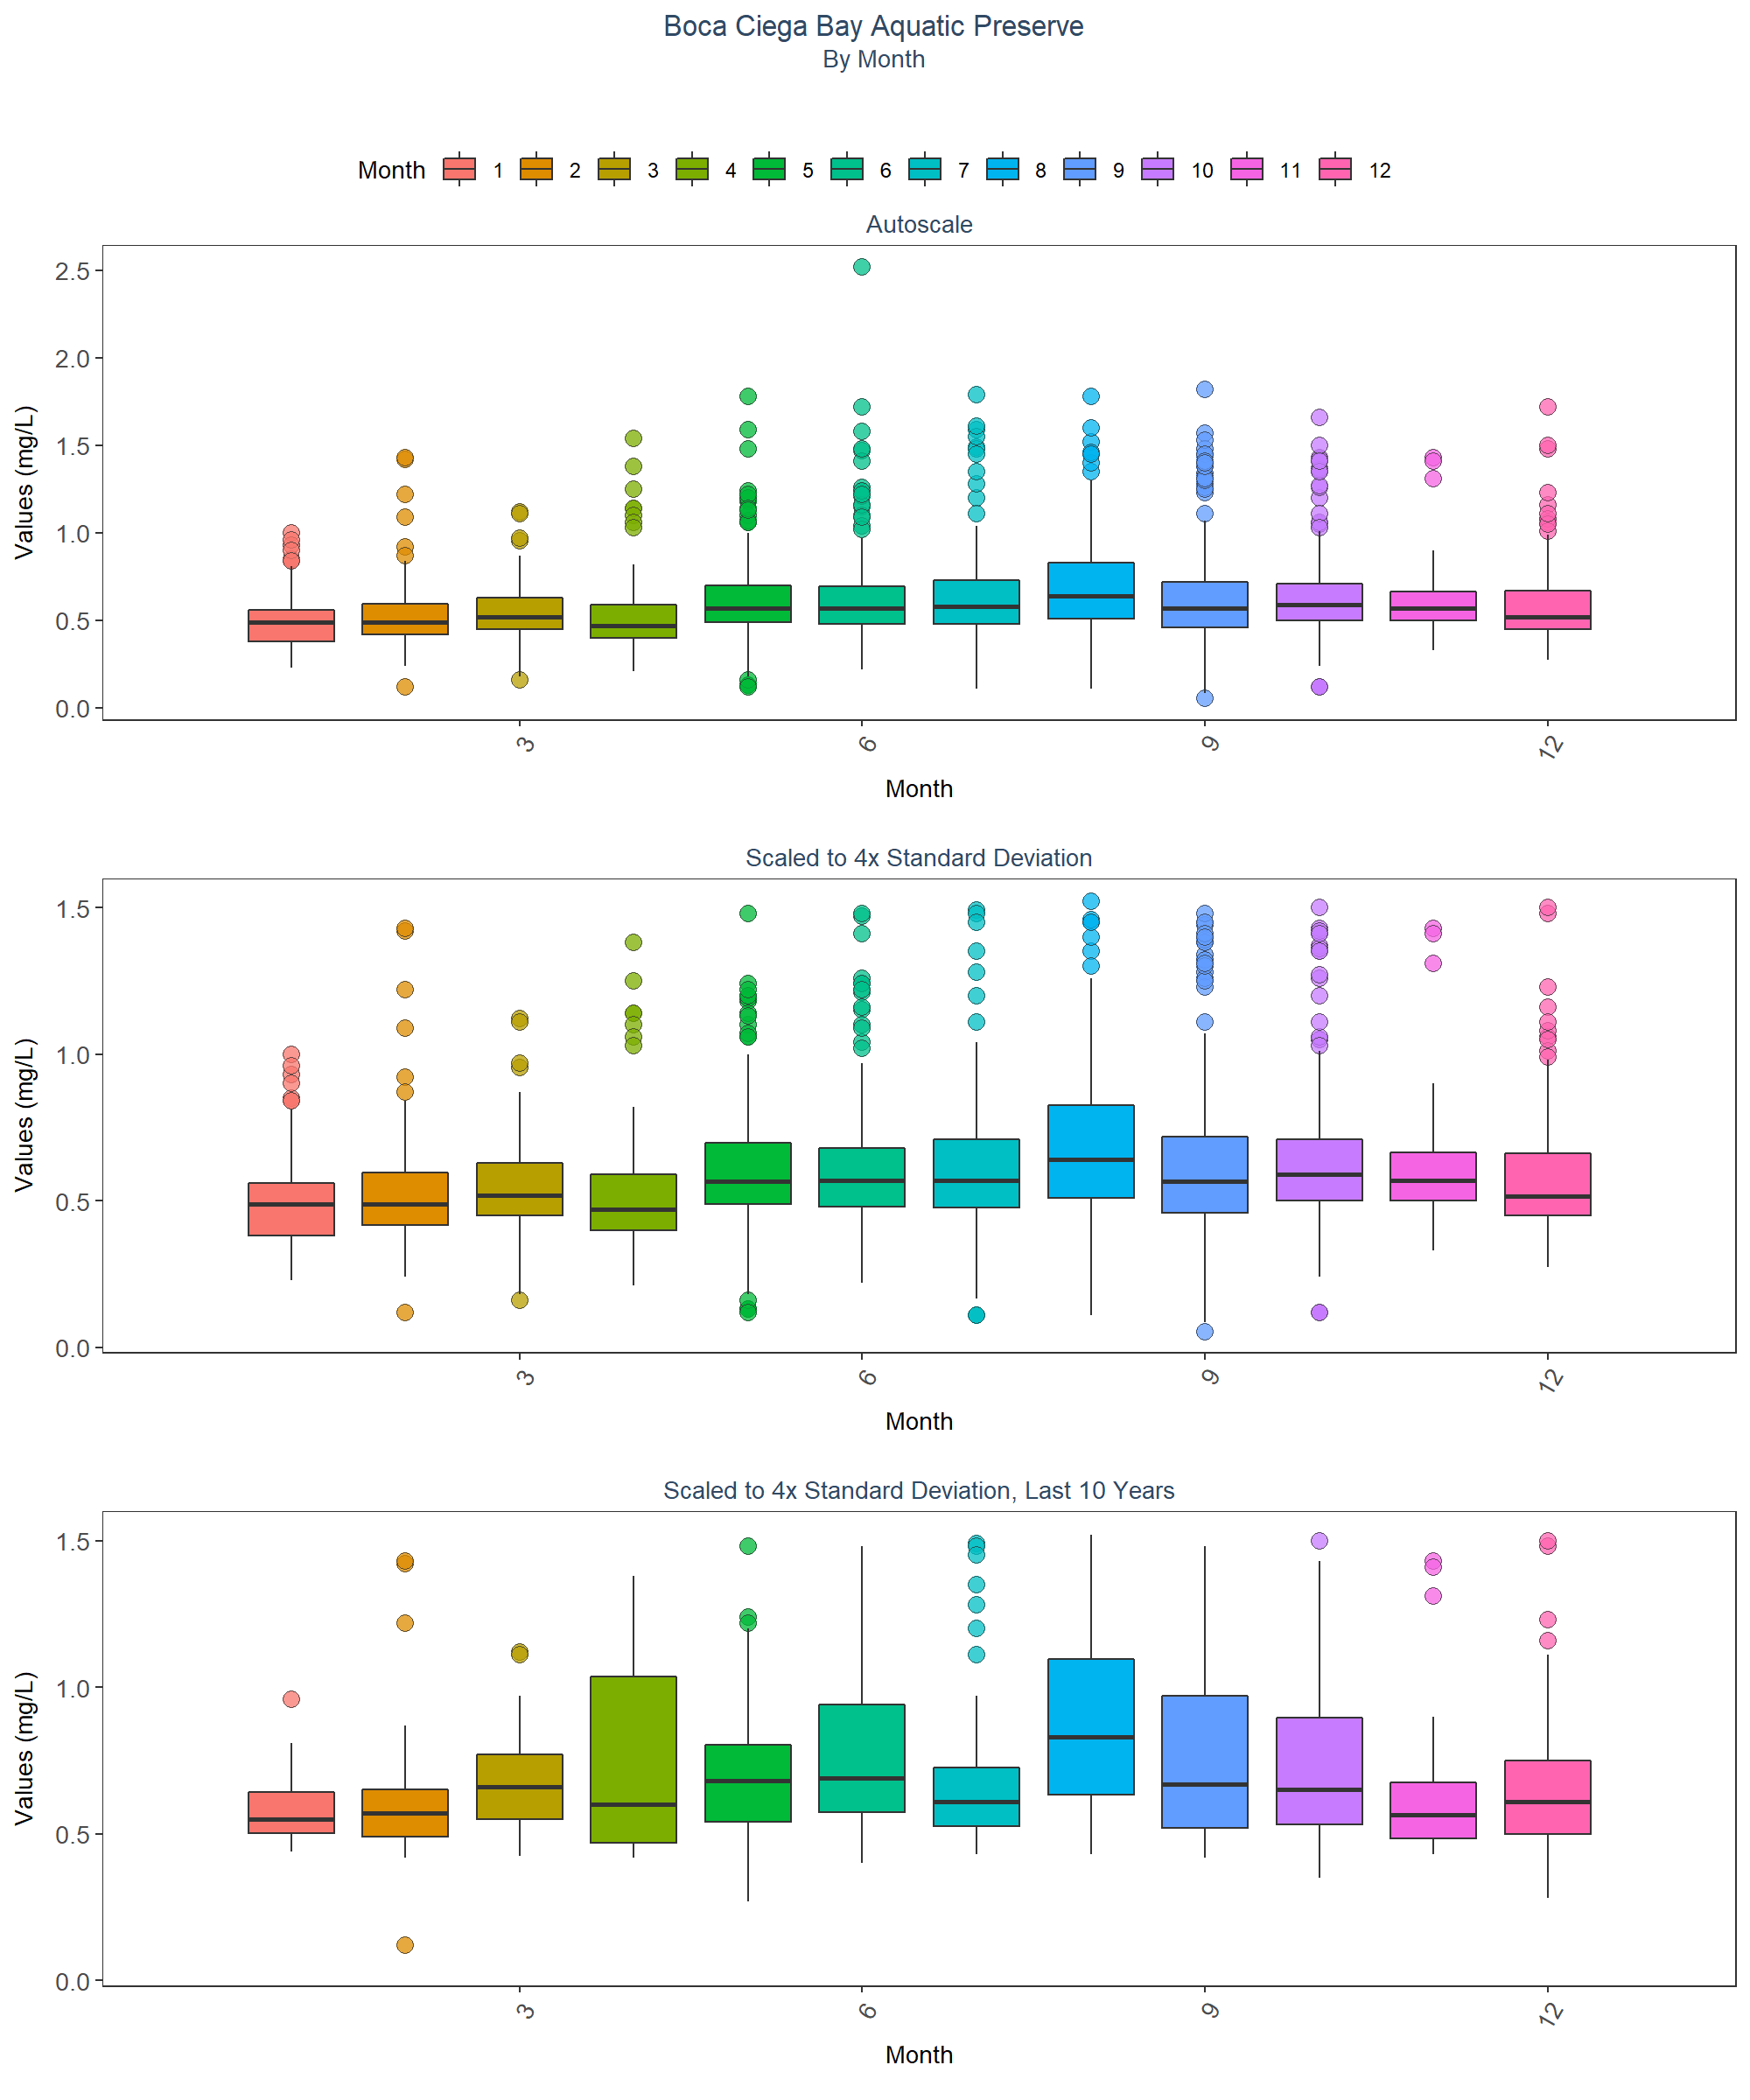 Boca Ciega Bay Aquatic Preserve
By Month
Month 1 2 3 4 5 6 7 8 9 10 11 12
Autoscale
Values (mg/L)
2.5
2.0
1.5
1.0
0.5
0.0
3 6 9 12
Month
Scaled to 4x Standard Deviation
Values (mg/L)
1.5
1.0
0.5
0.0
3 6 9 12
Month
Scaled to 4x Standard Deviation, Last 10 Years
Values (mg/L)
1.5
1.0
0.5
0.0
3 6 9 12
Month